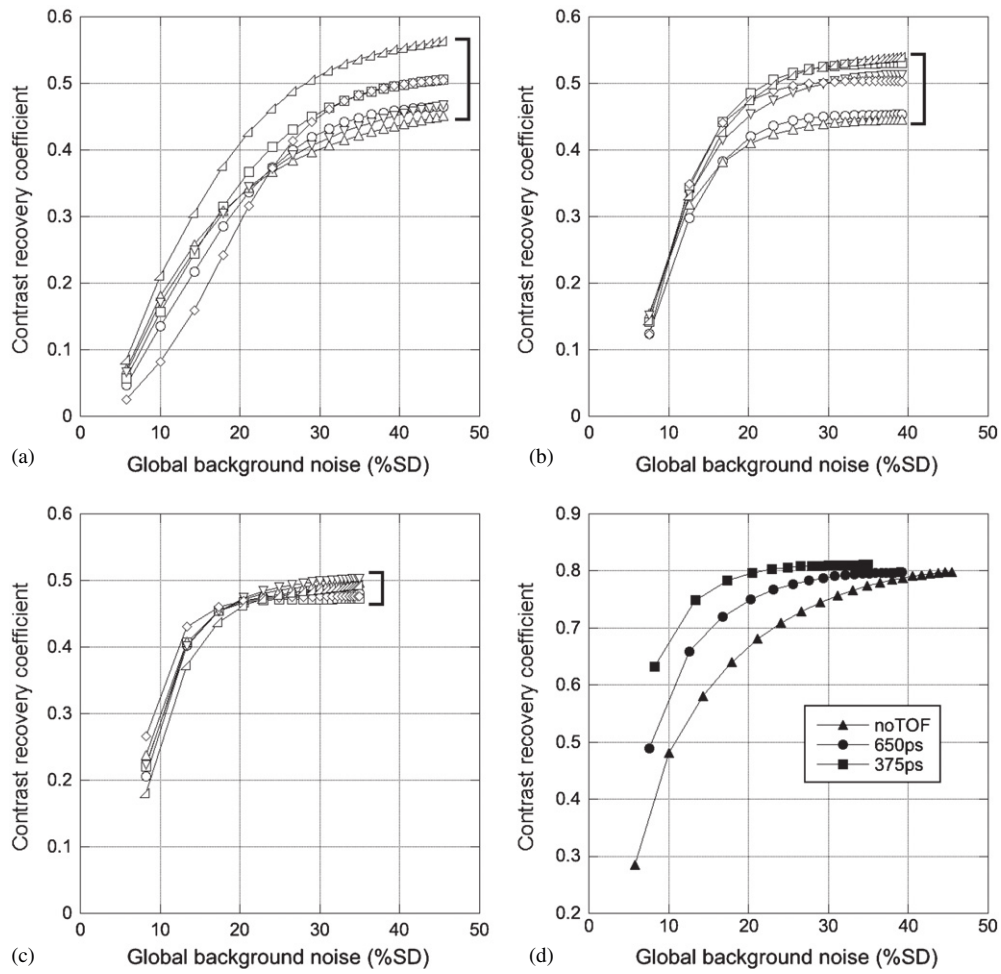 0.6
0.5
0.4
0.3
0.2
0.1
0
0 10 20 30 40 50
Contrast recovery coefficient
Global background noise (%SD)
(a)
0.6
0.5
0.4
0.3
0.2
0.1
0
0 10 20 30 40 50
Contrast recovery coefficient
Global background noise (%SD)
(b)
0.6
0.5
0.4
0.3
0.2
0.1
0
0 10 20 30 40 50
Contrast recovery coefficient
Global background noise (%SD)
(c)
0.9
0.8
0.7
0.6
0.5
0.4
0.3
0.2
0 10 20 30 40 50
Contrast recovery coefficient
noTOF
650ps
375ps
Global background noise (%SD)
(d)